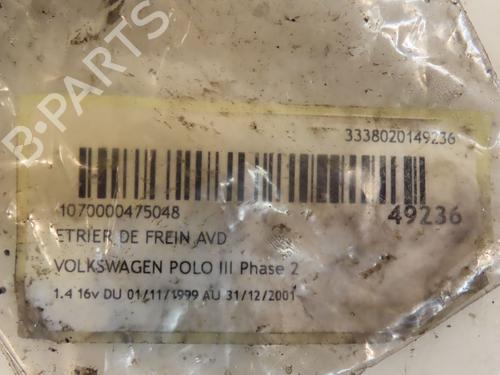 B-PARTS
3338020149236
1070000475048
49236
ETRIER DE FREIN AVD
VOLKSWAGEN POLO III Phase 2
1.4 16v DU 01/11/1999 AU 31/12/2001